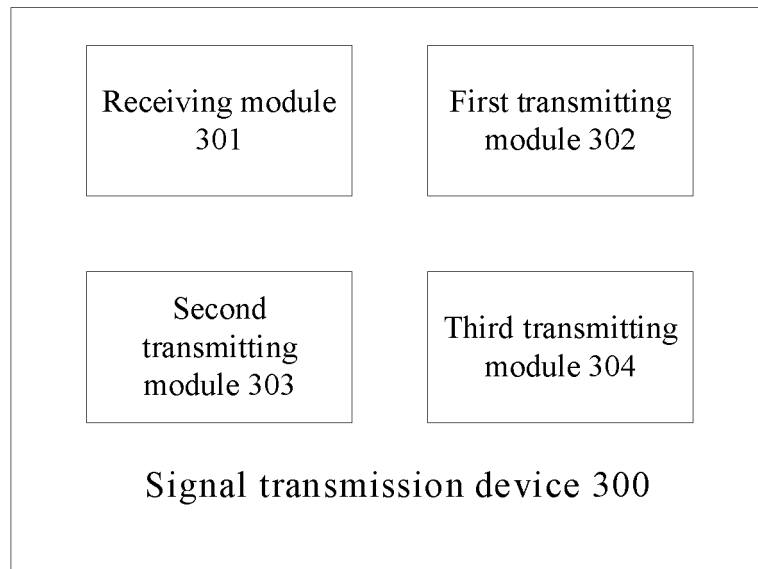 Receiving module
301
First transmitting
module 302
Second
transmitting
module 303
Third transmitting
module 304
Signal transmission device 300